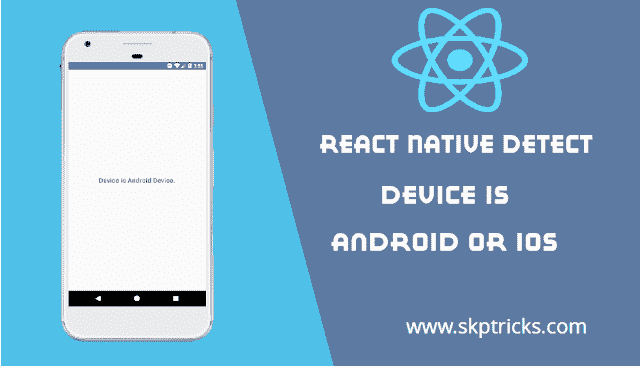 Device is Android Device.
REACT NATIVE DETECT
DEVICE IS
ANDROID OR IOS
www.skptricks.com